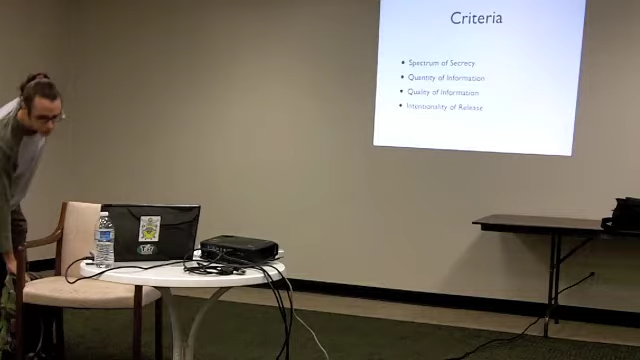 Criteria
• Spectrum of Secrecy
• Quantity of Information
• Quality of Information
• Intentionality of Release